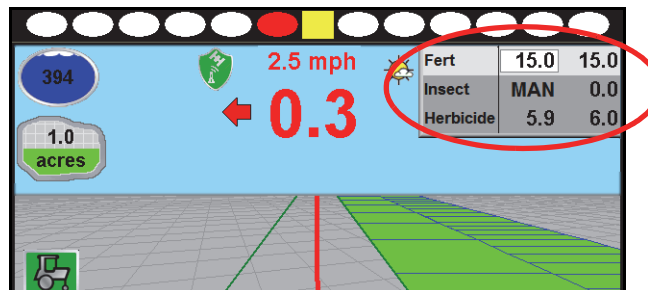 394
1.0
acres
2.5 mph
0.3
Fert 15.0 15.0
Insect MAN 0.0
Herbicide 5.9 6.0